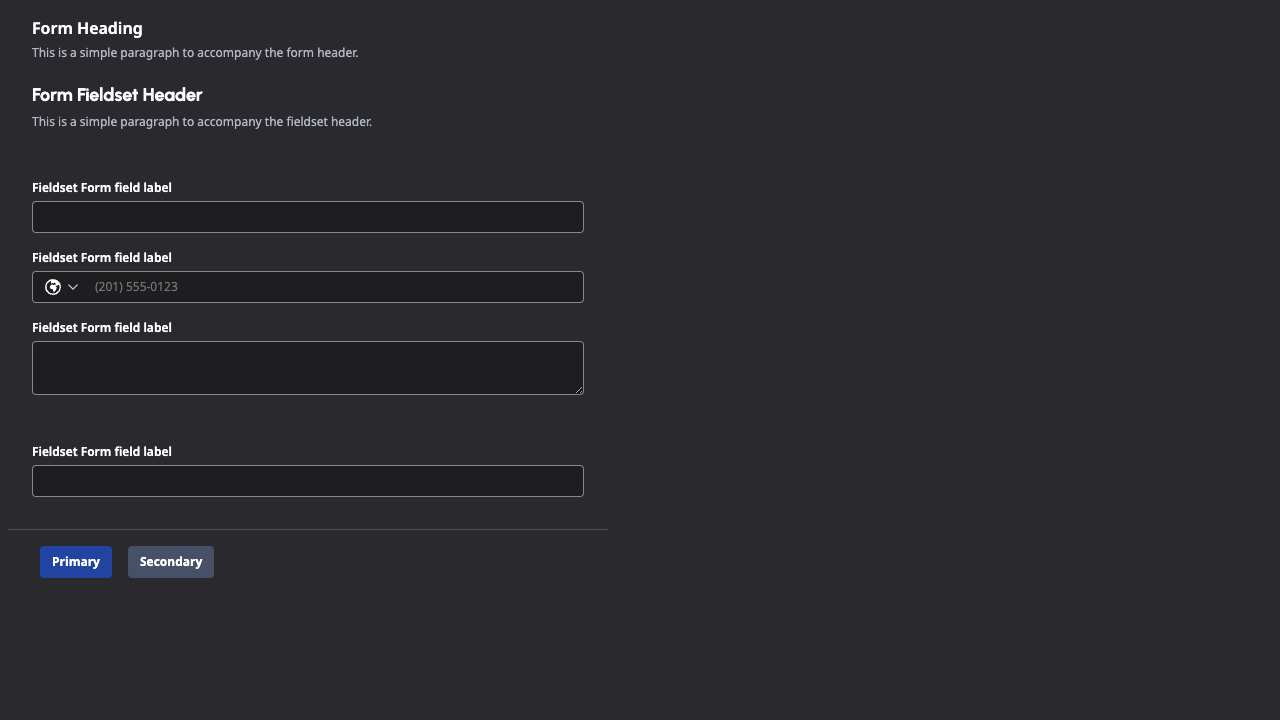 Form Heading
This is a simple paragraph to accompany the form header.
Form Fieldset Header
This is a simple paragraph to accompany the fieldset header.
Fieldset Form field label
Fieldset Form field label
(201) 555-0123
Fieldset Form field label
Fieldset Form field label
Primary
Secondary